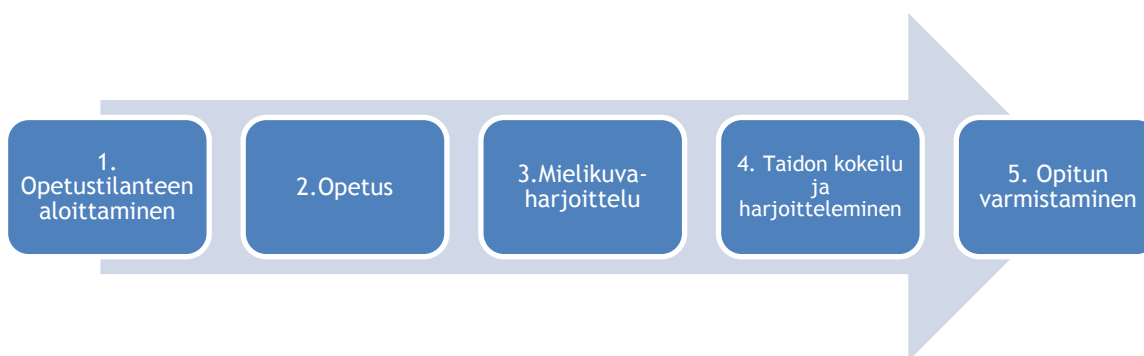 1.
Opetustilanteen
aloittaminen
2.Opetus
3.Mielikuva-
harjoittelu
4. Taidon kokeilu
ja
harjoitteleminen
5. Opitun
varmistaminen